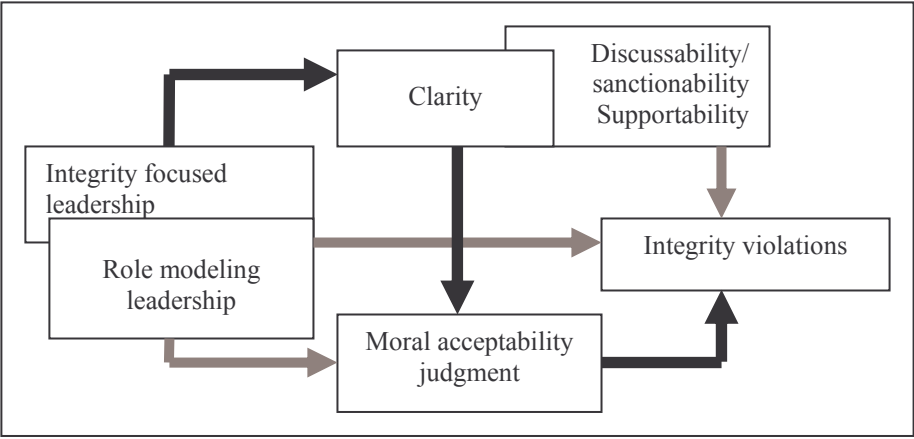 Discussability/
sanctionability
Supportability
Clarity
Integrity focused
leadership
Role modeling
leadership
Integrity violations
Moral acceptability
judgment